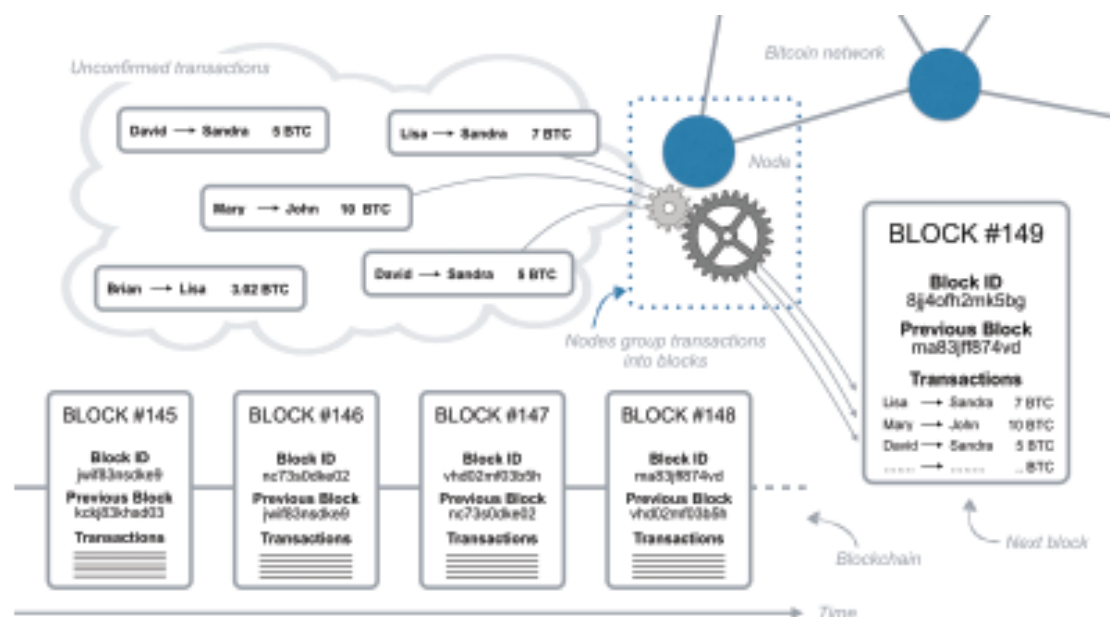 Unconfirmed transactions
Bitcoin network
David → Sandra 5 BTC
Lisa → Sandra 7 BTC
Node
Mary → John 10 BTC
David → Sandra 5 BTC
Brian → Lisa 3.02 BTC
Nodes group transactions
into blocks
BLOCK #149
Block ID
8jj4ofh2mk5bg
Previous Block
ma83jff874vd
Transactions
Lisa → Sandra 7 BTC
Mary → John 10 BTC
David → Sandra 5 BTC
...... → ...... .. BTC
Next block
BLOCK #145
Block ID
jwif83nsdke9
Previous Block
kckj83khad03
Transactions
BLOCK #146
Block ID
nc73s0dke02
Previous Block
jwif83nsdke9
Transactions
BLOCK #147
Block ID
vhd02mf03b5h
Previous Block
nc73s0dke02
Transactions
BLOCK #148
Block ID
ma83jff874vd
Previous Block
vhd02mf03b5h
Transactions
Blockchain
Time